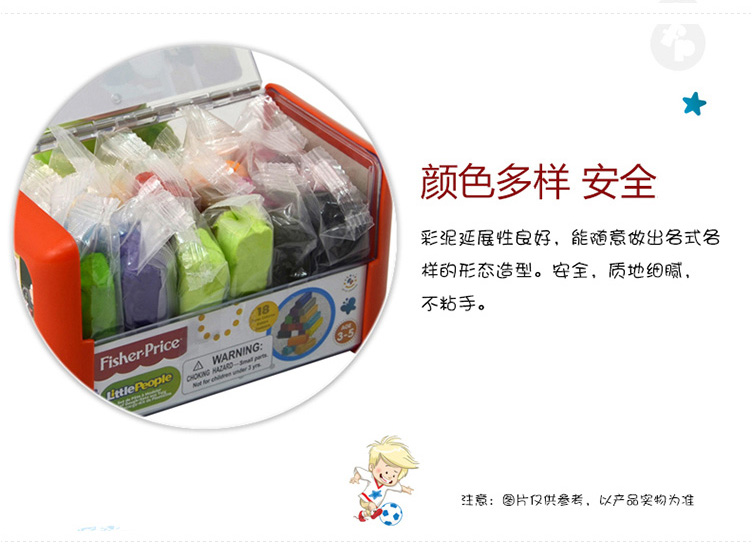 颜色多样 安全
彩泥延展性良好，能随意做出各式各
样的形态造型。安全，质地细腻，
不粘手。
18
Fisher-Price
LittlePeople
WARNING:
CHOKING HAZARD—Small parts.
Not for children under 3 yrs.
AGE
3-5
注意：图片仅供参考，以产品实物为准